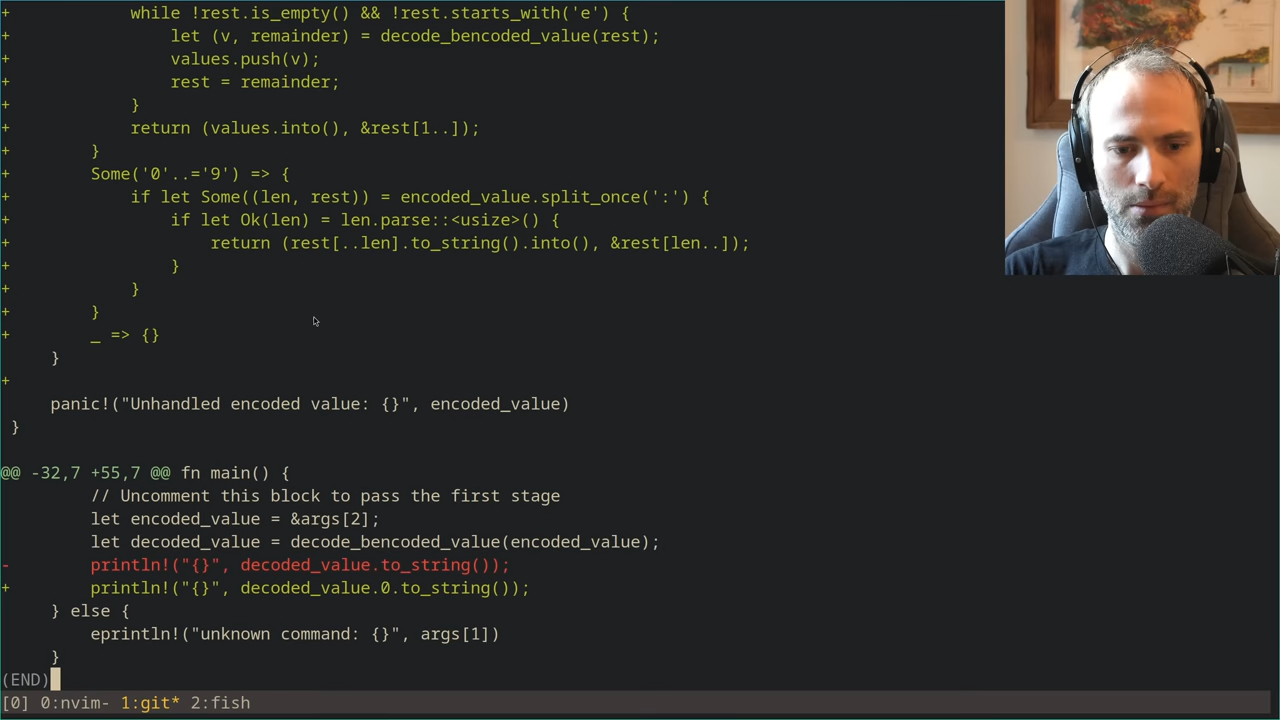 +            while !rest.is_empty() && !rest.starts_with('e') {
+                let (v, remainder) = decode_bencoded_value(rest);
+                values.push(v);
+                rest = remainder;
+            }
+            return (values.into(), &rest[1..]);
+        }
+        Some('0'..='9') => {
+            if let Some((len, rest)) = encoded_value.split_once(':') {
+                if let Ok(len) = len.parse::<usize>() {
+                    return (rest[..len].to_string().into(), &rest[len..]);
+                }
+            }
+        }
+        _ => {}
     }
+
     panic!("Unhandled encoded value: {}", encoded_value)
 }
@@ -32,7 +55,7 @@ fn main() {
         // Uncomment this block to pass the first stage
         let encoded_value = &args[2];
         let decoded_value = decode_bencoded_value(encoded_value);
-        println!("{}", decoded_value.to_string());
+        println!("{}", decoded_value.0.to_string());
     } else {
         eprintln!("unknown command: {}", args[1])
     }
(END)
[0] 0:nvim- 1:git* 2:fish